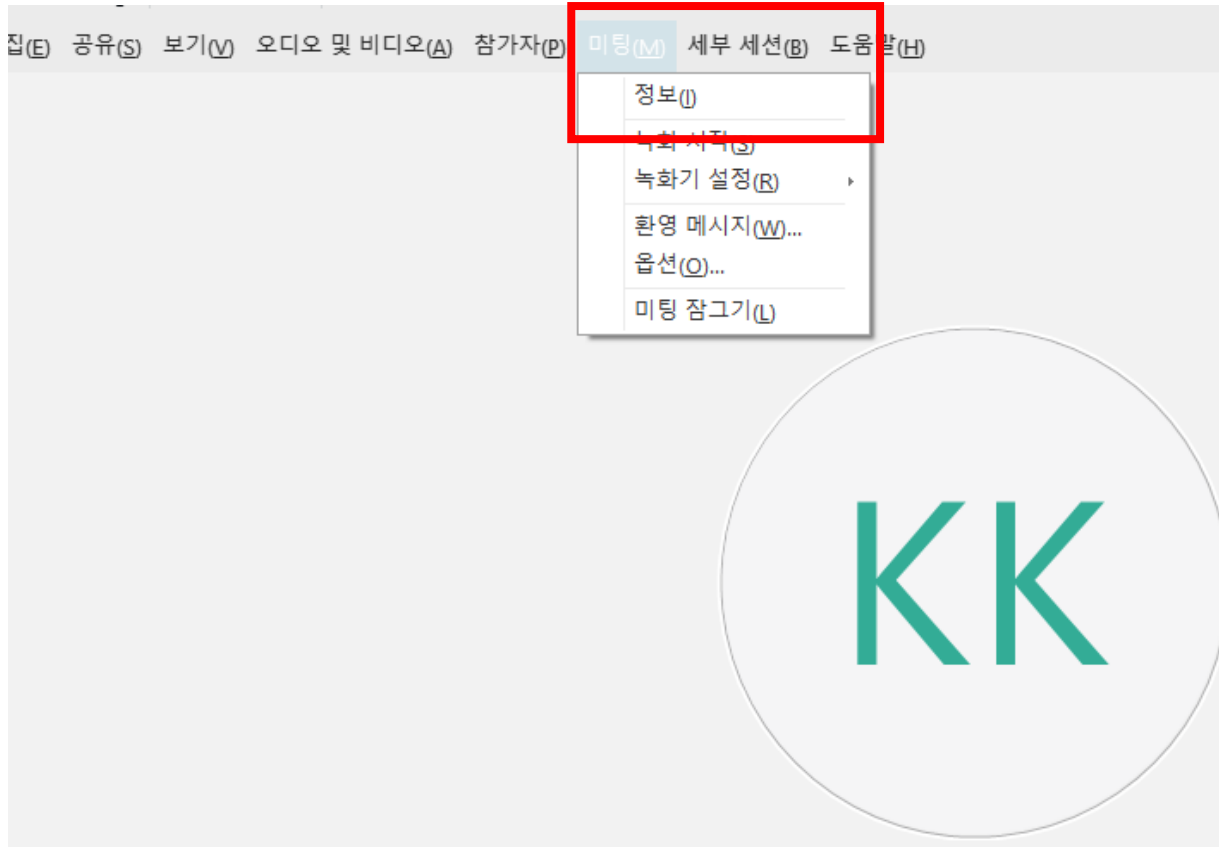 집(E) 공유(S) 보기(V) 오디오 및 비디오(A) 참가자(P) 미팅(M) 세부 세션(B) 도움말(H)
정보(I)
녹화 시작(S)
녹화기 설정(R)
환영 메시지(W)...
옵션(O)...
미팅 잠그기(L)
KK